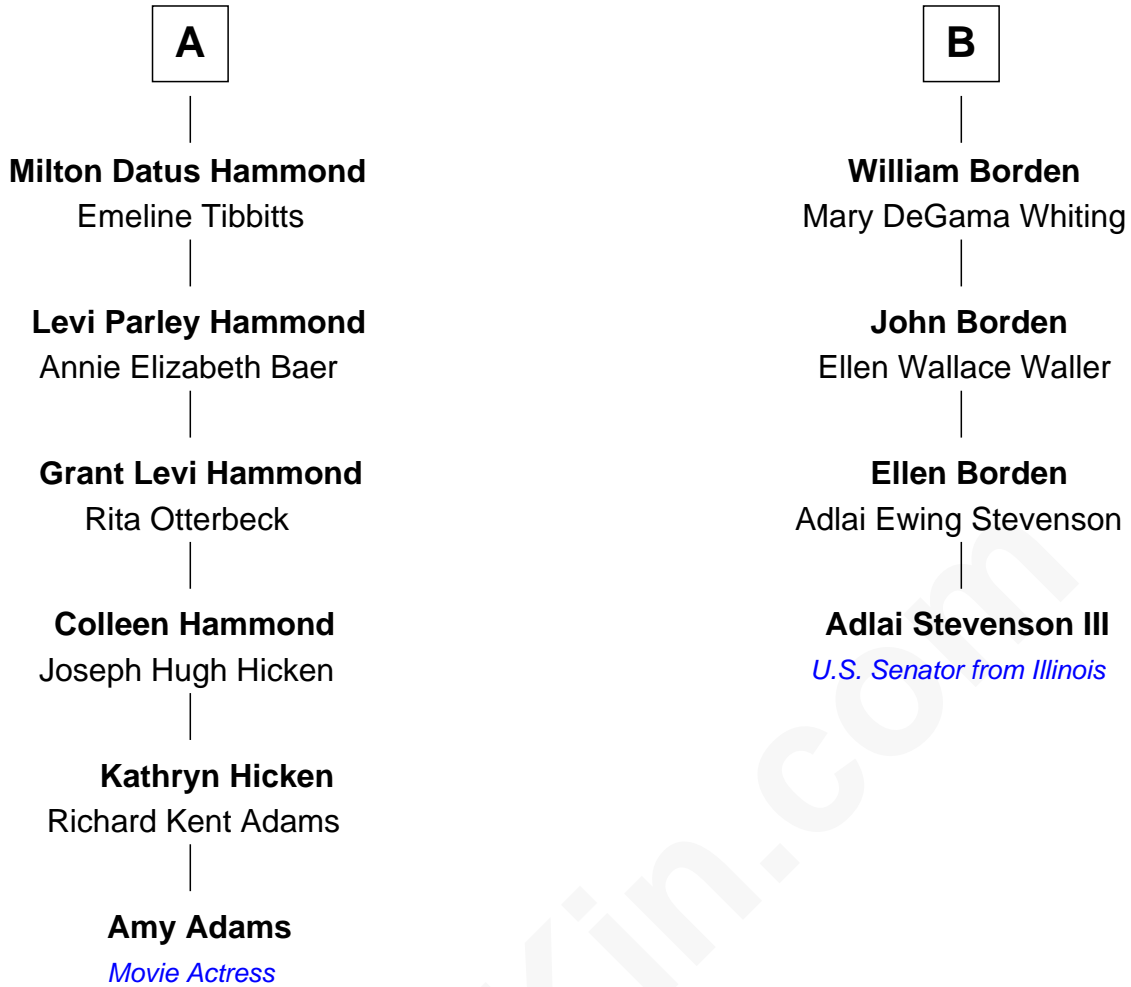 A
Milton Datus Hammond
Emeline Tibbitts
Levi Parley Hammond
Annie Elizabeth Baer
Grant Levi Hammond
Rita Otterbeck
Colleen Hammond
Joseph Hugh Hicken
Kathryn Hicken
Richard Kent Adams
Amy Adams
Movie Actress
B
William Borden
Mary DeGama Whiting
John Borden
Ellen Wallace Waller
Ellen Borden
Adlai Ewing Stevenson
Adlai Stevenson III
U.S. Senator from Illinois
Kin.com